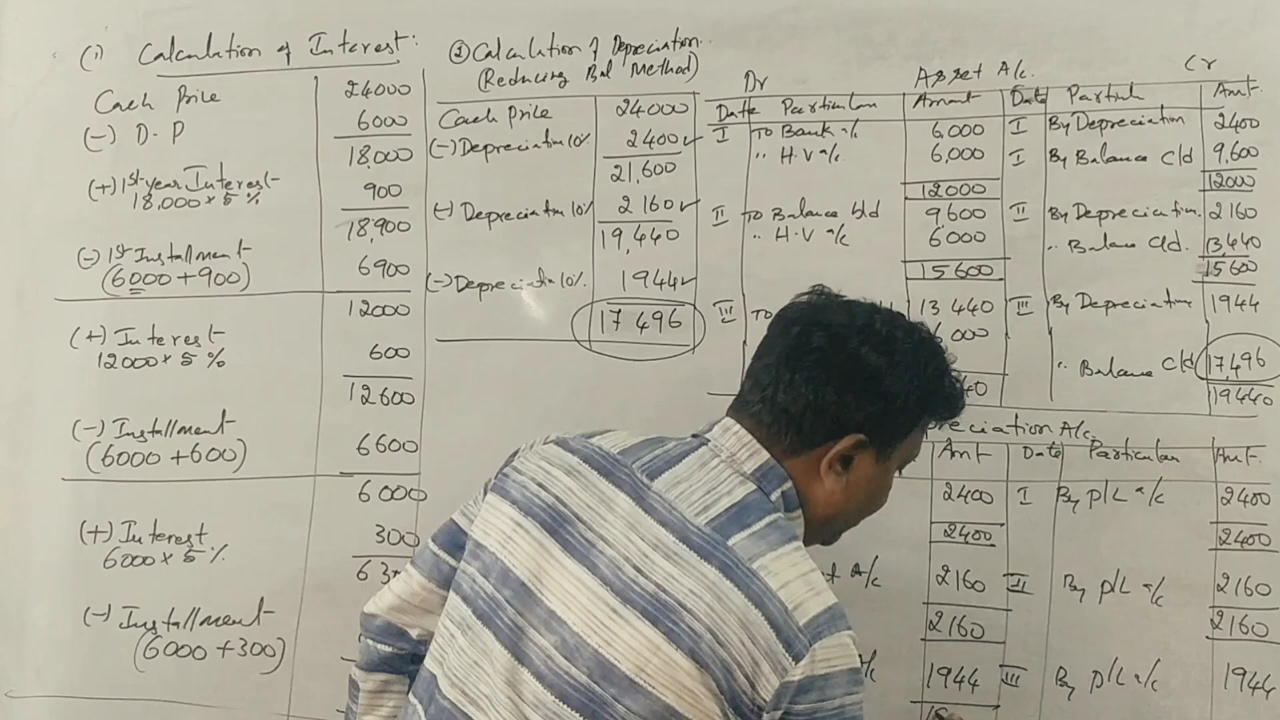 (1) Calculation of Interest:
Cash Price 24000
(-) D-P 6000
18,000
(+) 1st year Interest 900
18,000 x 5%
18,900
(-) 1st Installment 6900
(6000+900)
12000
(+) Interest 600
12000 x 5%
12600
(-) Installment 6600
(6000+600)
6000
(+) Interest 300
6000 x 5%
(-) Installment
(6000+300)
② Calculation of Depreciation
(Reducing Bal Method)
Cash Price 24000
(-) Depreciation 10% 2400
21,600
(-) Depreciation 10% 2160
19,440
(-) Depreciation 10% 1944
17496
Dr Asset A/c. Cr
Date Particulars Amount Date Particul Amt.
I To Bank a/c 6,000 I By Depreciation 2400
" H.V a/c 6,000 I By Balance c/d 9,600
12000 12000
II To Balance b/d 9600 II By Depreciation. 2160
" H.V a/c 6000 " Balance c/d. 13,440
15600 15600
III To 13440 III By Depreciation 1944
000
" Balance c/d 17,496
40 19440
preciation A/c.
Amt Date Particular Amt.
2400 I By P/L a/c 2400
2400 2400
A/c 2160 II By P/L a/c 2160
2160 2160
1944 III By P/L a/c 1944